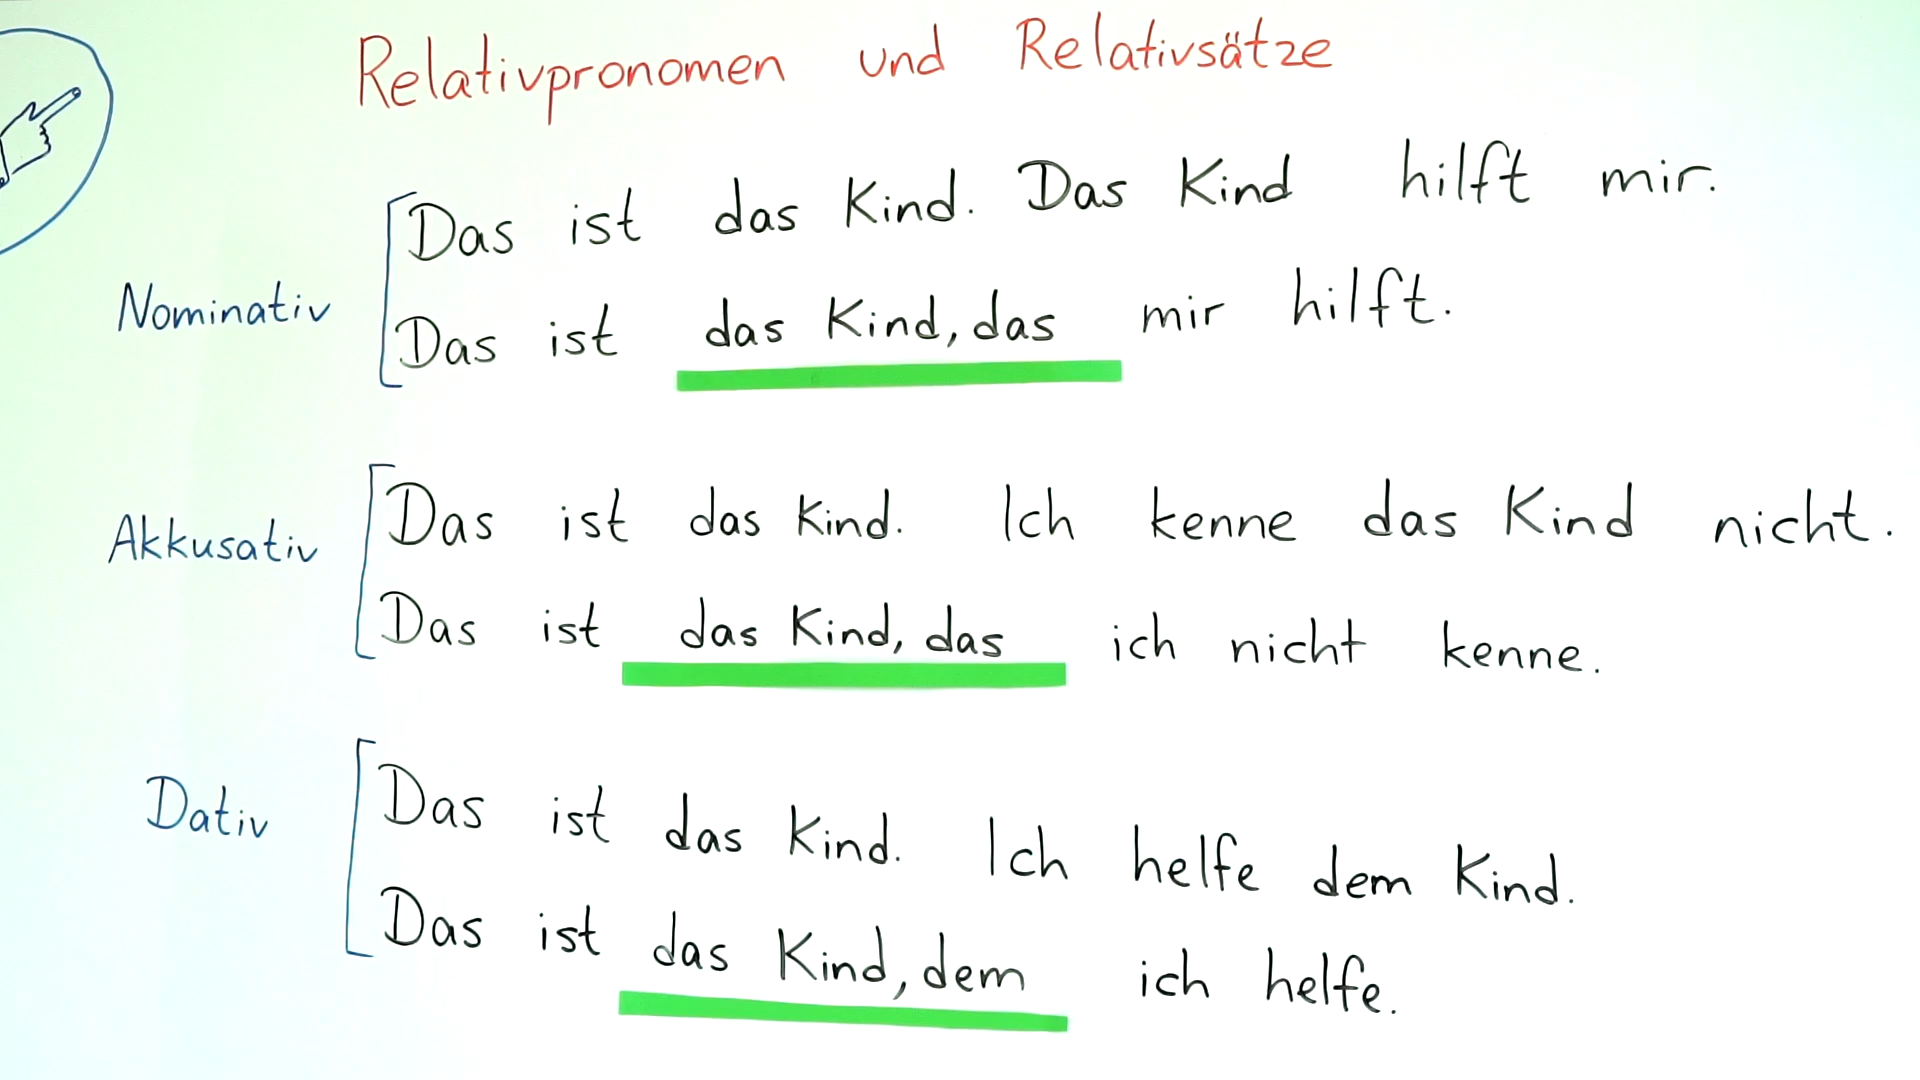 Relativpronomen und Relativsätze
Das ist das Kind. Das Kind hilft mir.
Nominativ
Das ist das Kind, das mir hilft.
Das ist das Kind. Ich kenne das Kind nicht.
Akkusativ
Das ist das Kind, das ich nicht kenne.
Das ist das Kind. Ich helfe dem Kind.
Dativ
Das ist das Kind, dem ich helfe.